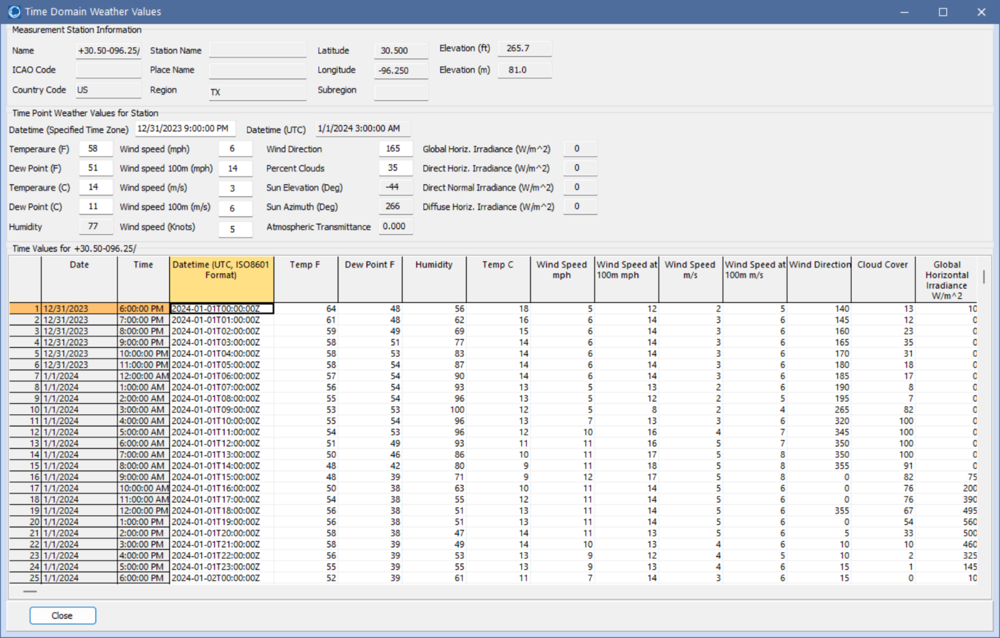 Time Domain Weather Values
Measurement Station Information
Name +30.50-096.25/ Station Name Latitude 30.500 Elevation (ft) 265.7
ICAO Code Place Name Longitude -96.250 Elevation (m) 81.0
Country Code US Region TX Subregion
Time Point Weather Values for Station
Datetime (Specified Time Zone) 12/31/2023 9:00:00 PM Datetime (UTC) 1/1/2024 3:00:00 AM
Temperaure (F) 58 Wind speed (mph) 6 Wind Direction 165 Global Horiz. Irradiance (W/m^2) 0
Dew Point (F) 51 Wind speed 100m (mph) 14 Percent Clouds 35 Direct Horiz. Irradiance (W/m^2) 0
Temperaure (C) 14 Wind speed (m/s) 3 Sun Elevation (Deg) -44 Direct Normal Irradiance (W/m^2) 0
Dew Point (C) 11 Wind speed 100m (m/s) 6 Sun Azimuth (Deg) 266 Diffuse Horiz. Irradiance (W/m^2) 0
Humidity 77 Wind speed (Knots) 5 Atmospheric Transmittance 0.000
Time Values for +30.50-096.25/
Date Time Datetime (UTC, ISO8601 Format) Temp F Dew Point F Humidity Temp C Wind Speed mph Wind Speed at 100m mph Wind Speed m/s Wind Speed at 100m m/s Wind Direction Cloud Cover Global Horizontal Irradiance W/m^2
1 12/31/2023 6:00:00 PM 2024-01-01T00:00:00Z 64 48 56 18 5 12 2 5 140 13 10
2 12/31/2023 7:00:00 PM 2024-01-01T01:00:00Z 61 48 62 16 6 14 3 6 145 12 0
3 12/31/2023 8:00:00 PM 2024-01-01T02:00:00Z 59 49 69 15 6 14 3 6 160 23 0
4 12/31/2023 9:00:00 PM 2024-01-01T03:00:00Z 58 51 77 14 6 14 3 6 165 35 0
5 12/31/2023 10:00:00 PM 2024-01-01T04:00:00Z 58 53 83 14 6 14 3 6 170 31 0
6 12/31/2023 11:00:00 PM 2024-01-01T05:00:00Z 58 54 87 14 6 14 3 6 180 18 0
7 1/1/2024 12:00:00 AM 2024-01-01T06:00:00Z 57 54 90 14 6 14 3 6 185 17 0
8 1/1/2024 1:00:00 AM 2024-01-01T07:00:00Z 56 54 93 13 5 13 2 6 190 8 0
9 1/1/2024 2:00:00 AM 2024-01-01T08:00:00Z 55 54 96 13 5 12 2 5 195 7 0
10 1/1/2024 3:00:00 AM 2024-01-01T09:00:00Z 53 53 100 12 5 8 2 4 265 82 0
11 1/1/2024 4:00:00 AM 2024-01-01T10:00:00Z 55 54 96 13 7 13 3 6 320 100 0
12 1/1/2024 5:00:00 AM 2024-01-01T11:00:00Z 54 53 96 12 10 16 4 7 345 100 0
13 1/1/2024 6:00:00 AM 2024-01-01T12:00:00Z 51 49 93 11 11 16 5 7 350 100 0
14 1/1/2024 7:00:00 AM 2024-01-01T13:00:00Z 50 46 86 10 11 17 5 8 350 100 0
15 1/1/2024 8:00:00 AM 2024-01-01T14:00:00Z 48 42 80 9 11 18 5 8 355 91 0
16 1/1/2024 9:00:00 AM 2024-01-01T15:00:00Z 48 39 71 9 12 17 5 8 0 82 75
17 1/1/2024 10:00:00 AM 2024-01-01T16:00:00Z 50 38 63 10 11 14 5 6 0 76 200
18 1/1/2024 11:00:00 AM 2024-01-01T17:00:00Z 54 38 55 12 11 14 5 6 0 76 390
19 1/1/2024 12:00:00 PM 2024-01-01T18:00:00Z 56 38 51 13 11 14 5 6 355 67 495
20 1/1/2024 1:00:00 PM 2024-01-01T19:00:00Z 56 38 51 13 11 14 5 6 0 54 560
21 1/1/2024 2:00:00 PM 2024-01-01T20:00:00Z 58 38 47 14 11 13 5 6 5 33 500
22 1/1/2024 3:00:00 PM 2024-01-01T21:00:00Z 58 39 49 14 10 13 4 6 10 10 460
23 1/1/2024 4:00:00 PM 2024-01-01T22:00:00Z 56 39 53 13 9 12 4 5 10 2 325
24 1/1/2024 5:00:00 PM 2024-01-01T23:00:00Z 55 39 55 13 9 13 4 6 15 1 145
25 1/1/2024 6:00:00 PM 2024-01-02T00:00:00Z 52 39 61 11 7 14 3 6 15 0 10
Close